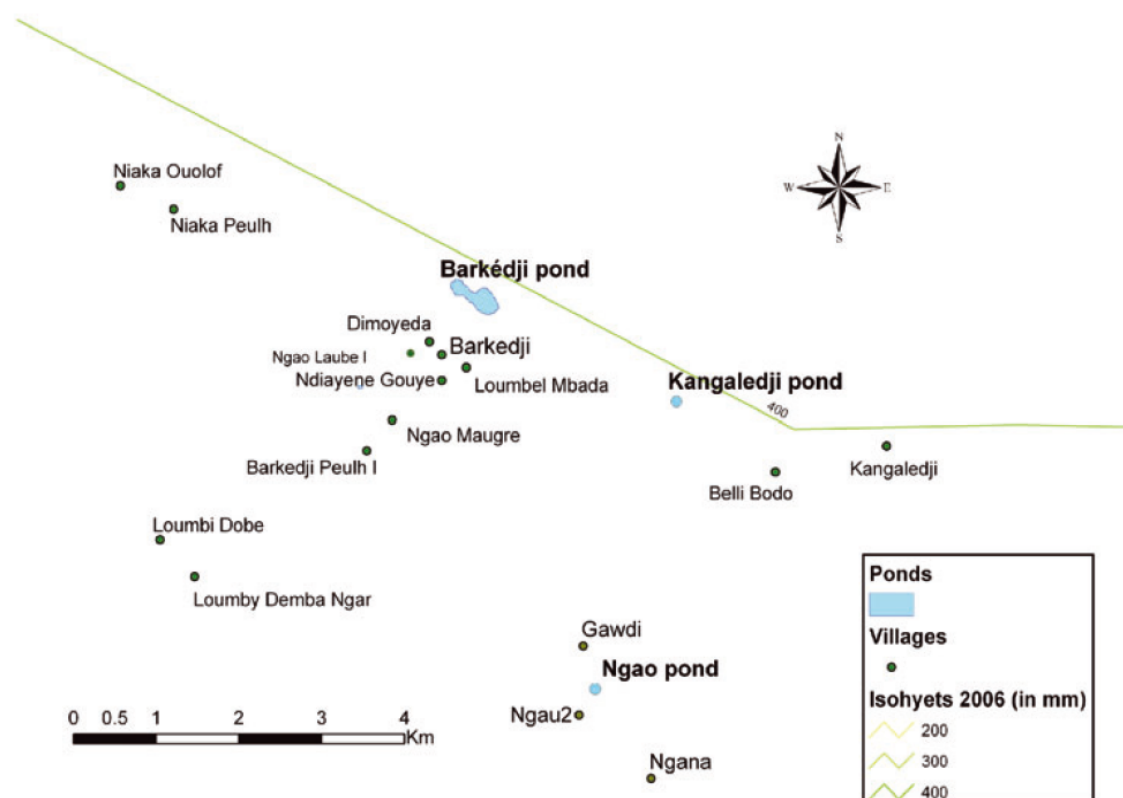 N
W
E
S
Niaka Ouolof
Niaka Peulh
Barkédji pond
Dimoyeda
Barkedji
Ngao Laube I
Ndiayene Gouye
Loumbel Mbada
Kangaledji pond
400
Ngao Maugre
Kangaledji
Barkedji Peulh I
Belli Bodo
Loumbi Dobe
Loumby Demba Ngar
Gawdi
Ngao pond
Ngau2
Ngana
0 0.5 1 2 3 4
Km
Ponds
Villages
Isohyets 2006 (in mm)
200
300
400